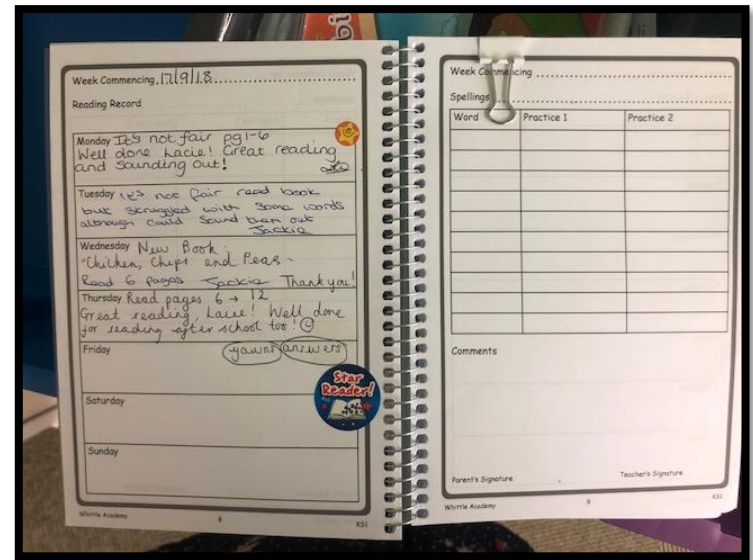 Week Commencing 17/9/18
Reading Record
Monday It's not fair pg1-6
Well done Lacie! Great reading
and sounding out!
Tuesday It's not fair read book
but struggled with some words
although could sound them out
Jackie
Wednesday New Book.
"Chicken, Chips and Peas -
Read 6 pages Jackie Thank you!
Thursday Read pages 6 → 12
Great reading, Lacie! Well done
for reading after school too! ☺
Friday yawns answers
Star
Reader!
Saturday
Sunday
Whittle Academy 8 KS1
Week Commencing
Spellings
Word Practice 1 Practice 2
Comments
Parent's Signature Teacher's Signature
Whittle Academy 9 KS1